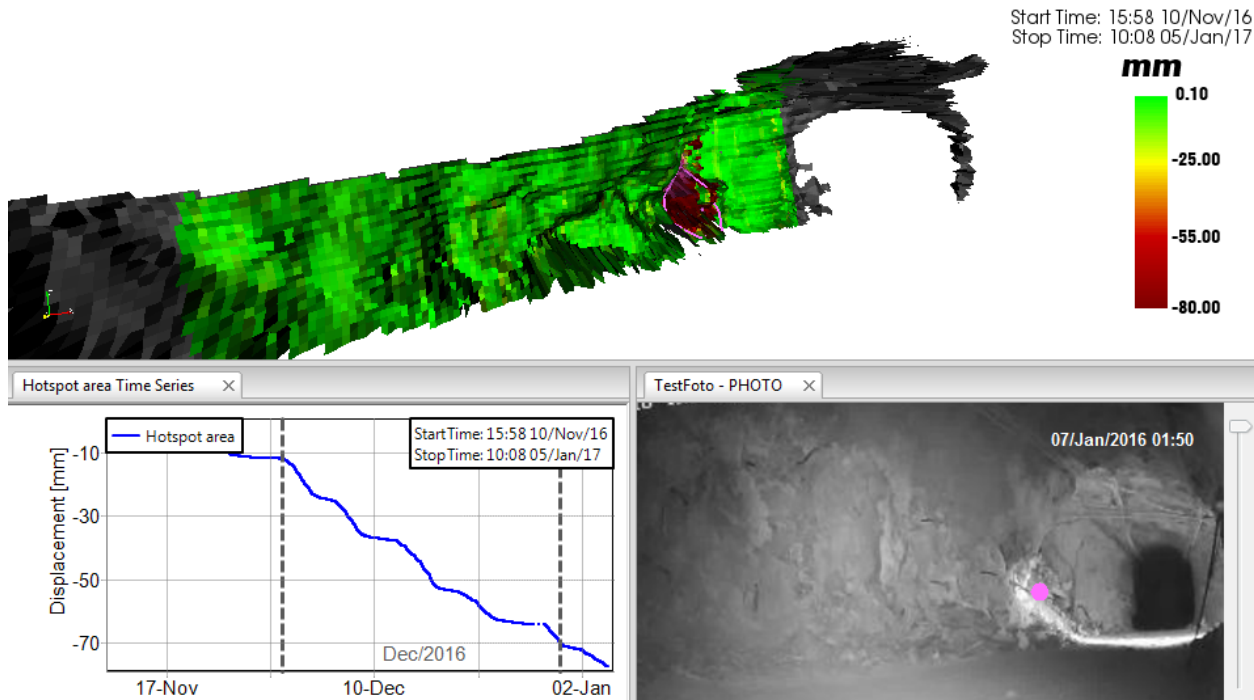 Start Time: 15:58 10/Nov/16
Stop Time: 10:08 05/Jan/17
mm
0.10
-25.00
-55.00
-80.00
Hotspot area Time Series
Hotspot area
StartTime: 15:58 10/Nov/16
StopTime: 10:08 05/Jan/17
Displacement [mm]
-10
-30
-50
-70
Dec/2016
17-Nov
10-Dec
02-Jan
TestFoto - PHOTO
07/Jan/2016 01:50